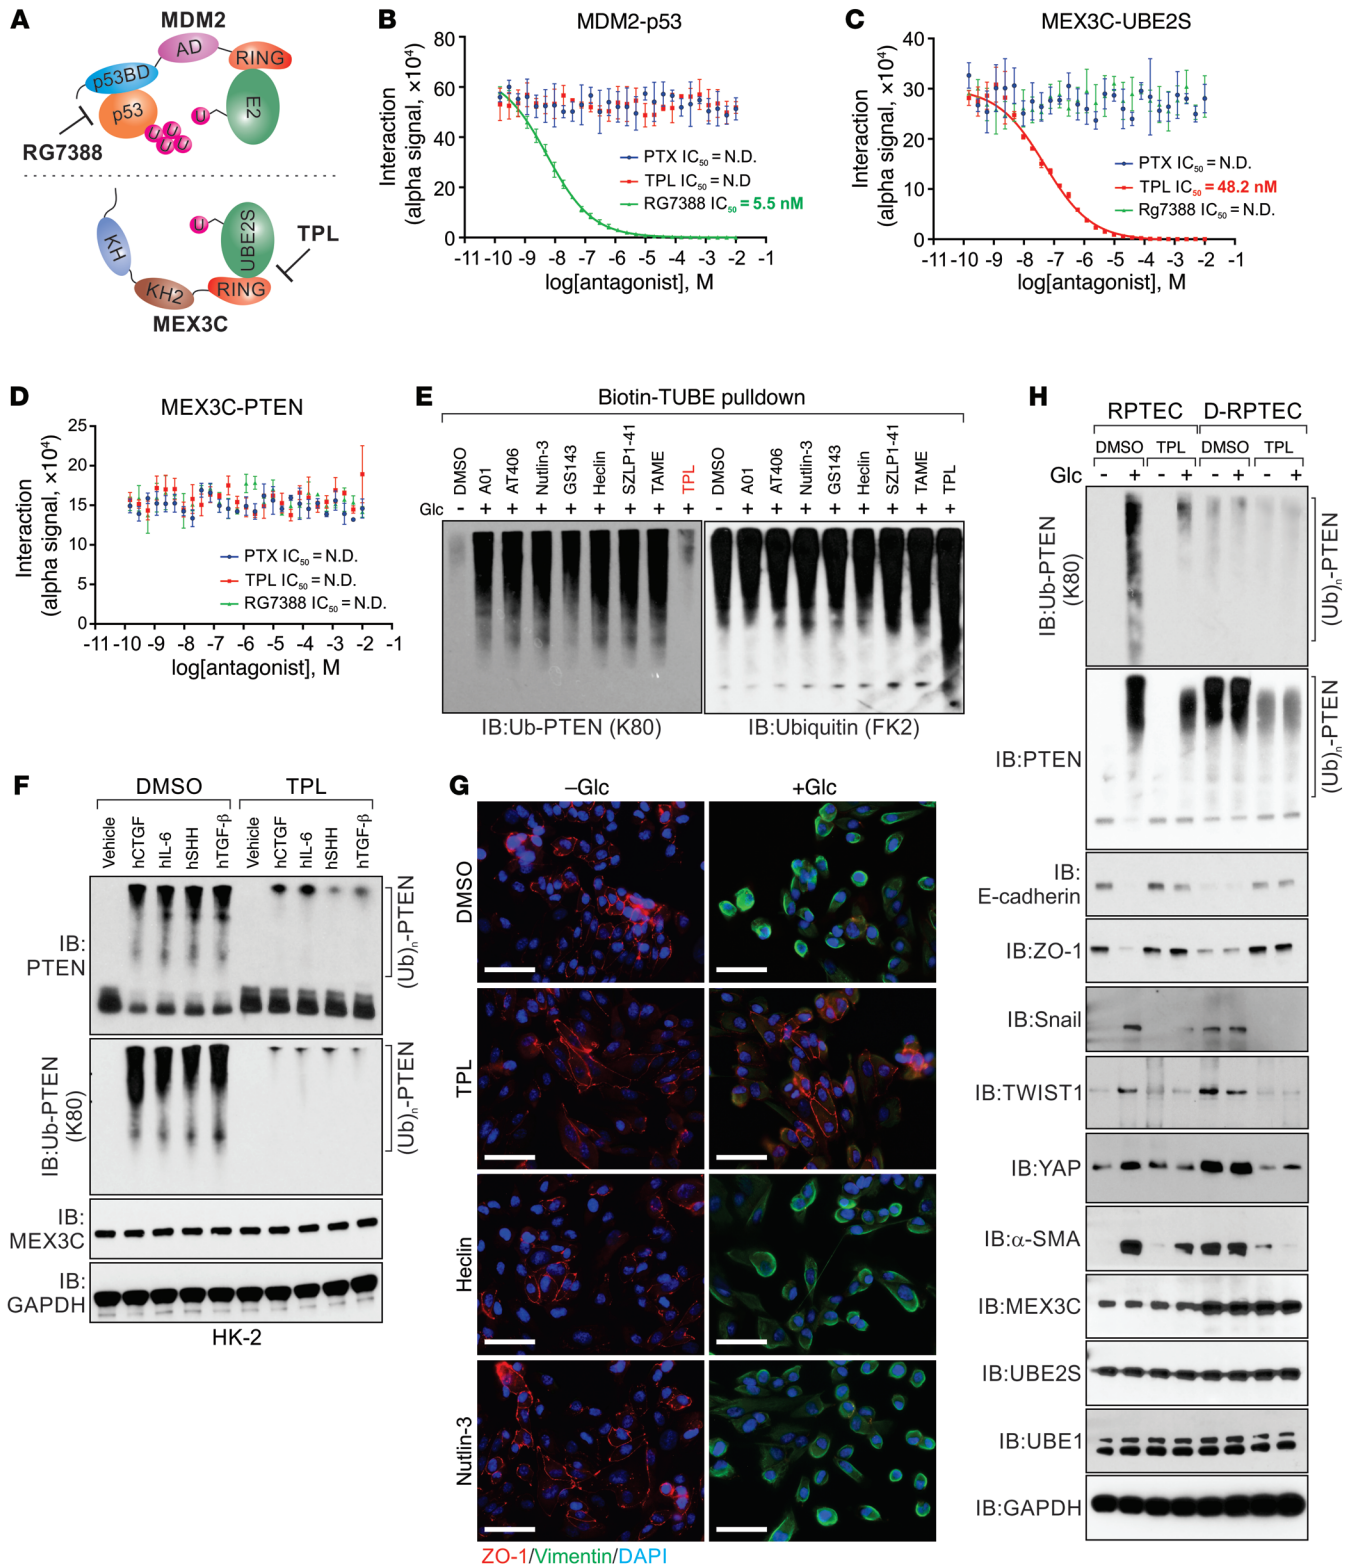 A
MDM2
AD
RING
p53BD
p53
E2
U
U
U
U
U
U
RG7388
KH
KH2
RING
UBE2S
U
TPL
MEX3C
B
MDM2-p53
Interaction
(alpha signal, ×10⁴)
80
60
40
20
0
PTX IC₅₀ = N.D.
TPL IC₅₀ = N.D
RG7388 IC₅₀ = 5.5 nM
-11 -10 -9 -8 -7 -6 -5 -4 -3 -2 -1
log[antagonist], M
C
MEX3C-UBE2S
Interaction
(alpha signal, ×10⁴)
40
30
20
10
0
PTX IC₅₀ = N.D.
TPL IC₅₀ = 48.2 nM
Rg7388 IC₅₀ = N.D.
-11 -10 -9 -8 -7 -6 -5 -4 -3 -2 -1
log[antagonist], M
D
MEX3C-PTEN
Interaction
(alpha signal, ×10⁴)
25
20
15
10
5
0
PTX IC₅₀ = N.D.
TPL IC₅₀ = N.D.
RG7388 IC₅₀ = N.D.
-11 -10 -9 -8 -7 -6 -5 -4 -3 -2 -1
log[antagonist], M
E
Biotin-TUBE pulldown
DMSO A01 AT406 Nutlin-3 GS143 Heclin SZLP1-41 TAME TPL DMSO A01 AT406 Nutlin-3 GS143 Heclin SZLP1-41 TAME TPL
Glc - + + + + + + + + - + + + + + + + +
IB:Ub-PTEN (K80)
IB:Ubiquitin (FK2)
F
DMSO TPL
Vehicle hCTGF hIL-6 hSHH hTGF-β Vehicle hCTGF hIL-6 hSHH hTGF-β
IB:
PTEN
(Ub)ₙ-PTEN
IB:Ub-PTEN
(K80)
(Ub)ₙ-PTEN
IB:
MEX3C
IB:
GAPDH
HK-2
G
–Glc +Glc
DMSO
TPL
Heclin
Nutlin-3
ZO-1/Vimentin/DAPI
H
RPTEC D-RPTEC
DMSO TPL DMSO TPL
Glc - + - + - + - +
IB:Ub-PTEN
(K80)
(Ub)ₙ-PTEN
IB:PTEN
(Ub)ₙ-PTEN
IB:
E-cadherin
IB:ZO-1
IB:Snail
IB:TWIST1
IB:YAP
IB:α-SMA
IB:MEX3C
IB:UBE2S
IB:UBE1
IB:GAPDH